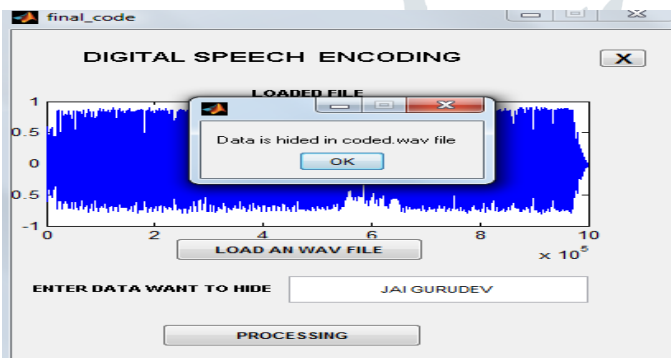 final_code
DIGITAL SPEECH ENCODING
X
LOADED FILE
Data is hided in coded.wav file
OK
1
0.5
0
0.5
-1
0 2 4 6 8 10
x 10^5
LOAD AN WAV FILE
ENTER DATA WANT TO HIDE
JAI GURUDEV
PROCESSING